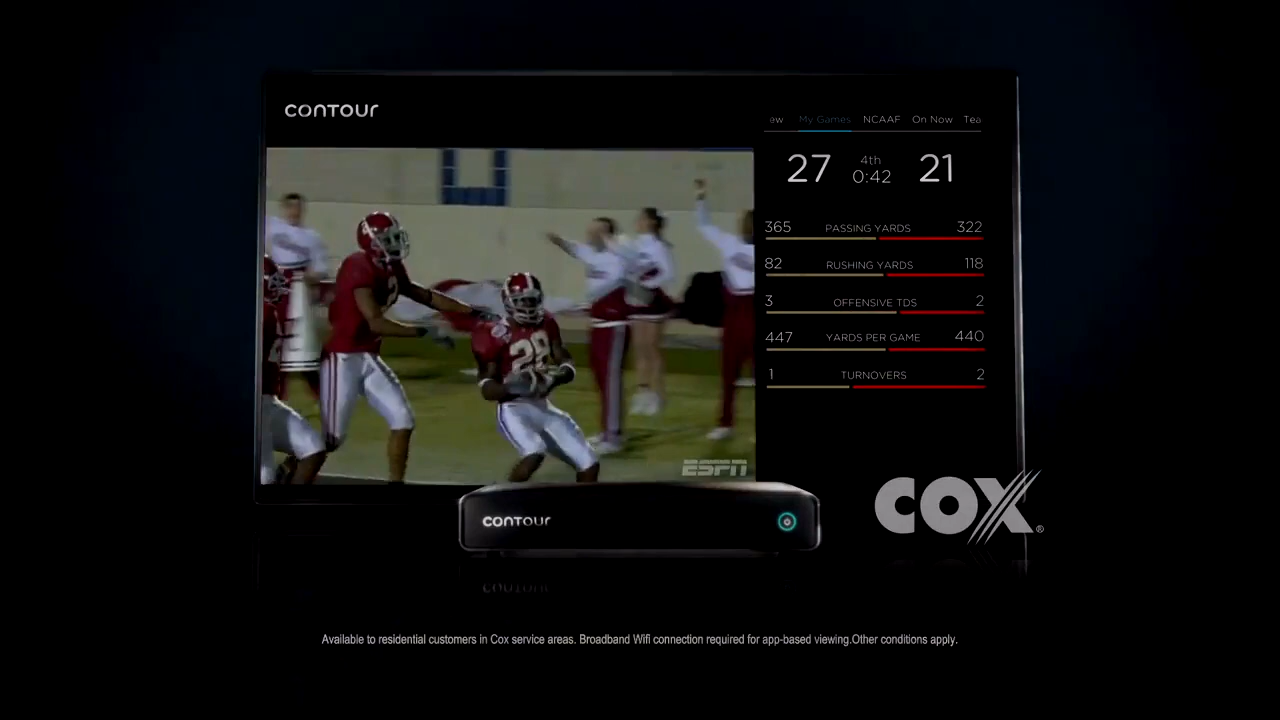 contour
ew My Games NCAAF On Now Tea
27 4th 0:42 21
365 PASSING YARDS 322
82 RUSHING YARDS 118
3 OFFENSIVE TDS 2
447 YARDS PER GAME 440
1 TURNOVERS 2
28
ESPN
contour
COX®
Available to residential customers in Cox service areas. Broadband Wifi connection required for app-based viewing.Other conditions apply.